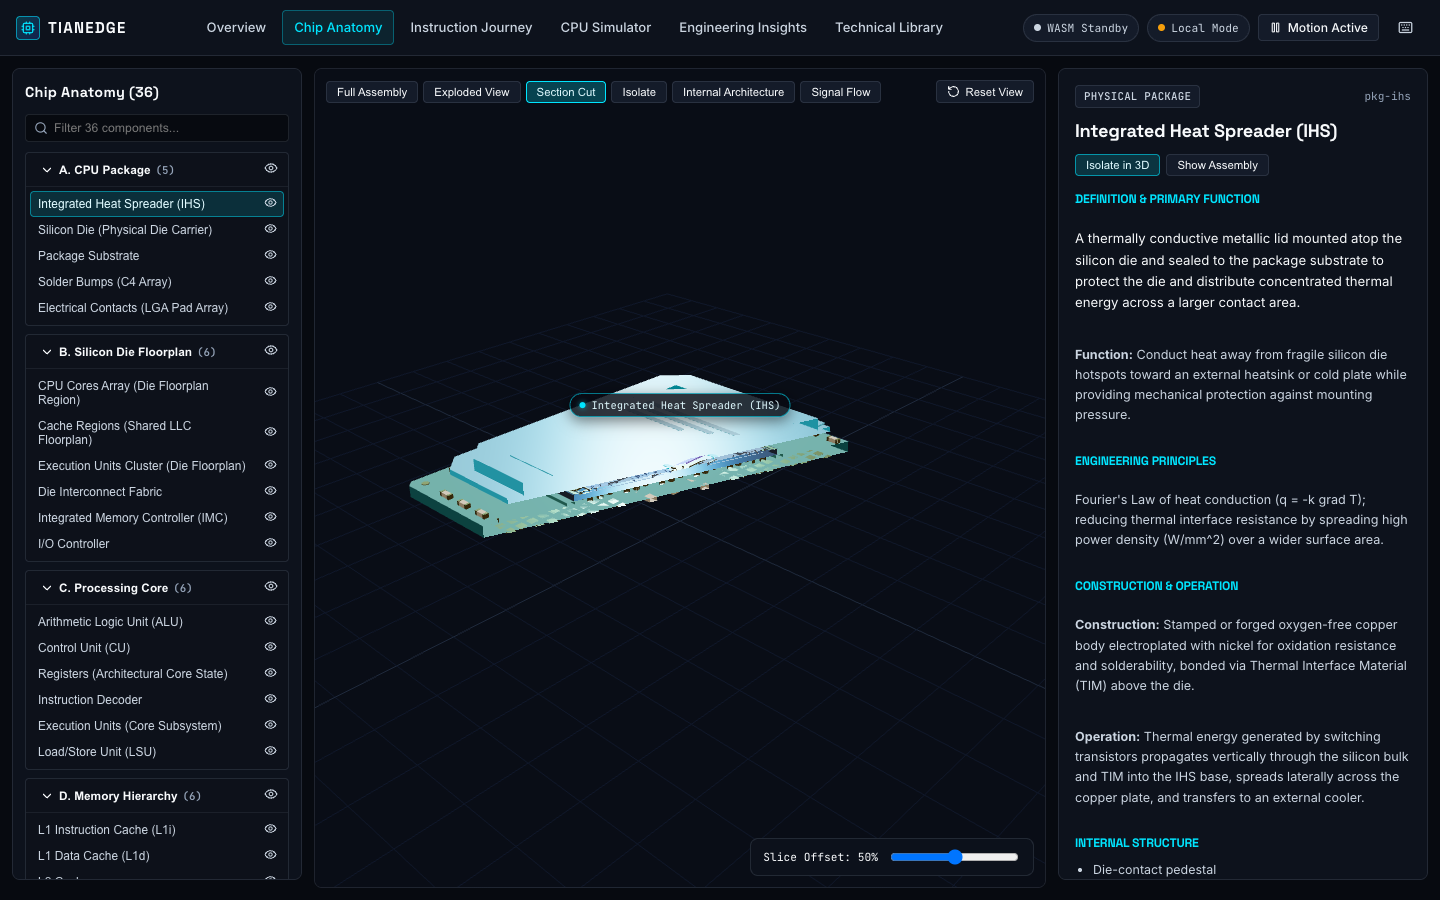 TIANEDGE
Overview
Chip Anatomy
Instruction Journey
CPU Simulator
Engineering Insights
Technical Library
WASM Standby
Local Mode
Motion Active
Chip Anatomy (36)
Filter 36 components...
A. CPU Package (5)
Integrated Heat Spreader (IHS)
Silicon Die (Physical Die Carrier)
Package Substrate
Solder Bumps (C4 Array)
Electrical Contacts (LGA Pad Array)
B. Silicon Die Floorplan (6)
CPU Cores Array (Die Floorplan
Region)
Cache Regions (Shared LLC
Floorplan)
Execution Units Cluster (Die Floorplan)
Die Interconnect Fabric
Integrated Memory Controller (IMC)
I/O Controller
C. Processing Core (6)
Arithmetic Logic Unit (ALU)
Control Unit (CU)
Registers (Architectural Core State)
Instruction Decoder
Execution Units (Core Subsystem)
Load/Store Unit (LSU)
D. Memory Hierarchy (6)
L1 Instruction Cache (L1i)
L1 Data Cache (L1d)
Full Assembly
Exploded View
Section Cut
Isolate
Internal Architecture
Signal Flow
Reset View
Integrated Heat Spreader (IHS)
Slice Offset: 50%
PHYSICAL PACKAGE
pkg-ihs
Integrated Heat Spreader (IHS)
Isolate in 3D
Show Assembly
DEFINITION & PRIMARY FUNCTION
A thermally conductive metallic lid mounted atop the
silicon die and sealed to the package substrate to
protect the die and distribute concentrated thermal
energy across a larger contact area.
Function: Conduct heat away from fragile silicon die
hotspots toward an external heatsink or cold plate while
providing mechanical protection against mounting
pressure.
ENGINEERING PRINCIPLES
Fourier's Law of heat conduction (q = -k grad T);
reducing thermal interface resistance by spreading high
power density (W/mm^2) over a wider surface area.
CONSTRUCTION & OPERATION
Construction: Stamped or forged oxygen-free copper
body electroplated with nickel for oxidation resistance
and solderability, bonded via Thermal Interface Material
(TIM) above the die.
Operation: Thermal energy generated by switching
transistors propagates vertically through the silicon bulk
and TIM into the IHS base, spreads laterally across the
copper plate, and transfers to an external cooler.
INTERNAL STRUCTURE
• Die-contact pedestal